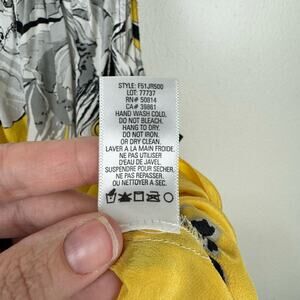 STYLE: F51JR500
LOT: 77737
RN# 50814
CA# 39861
HAND WASH COLD.
DO NOT BLEACH.
HANG TO DRY.
DO NOT IRON.
OR DRY CLEAN.
LAVER A LA MAIN FROIDE.
NE PAS UTILISER
D'EAU DE JAVEL.
SUSPENDRE POUR SECHER.
NE PAS REPASSER.
OU NETTOYER A SEC.